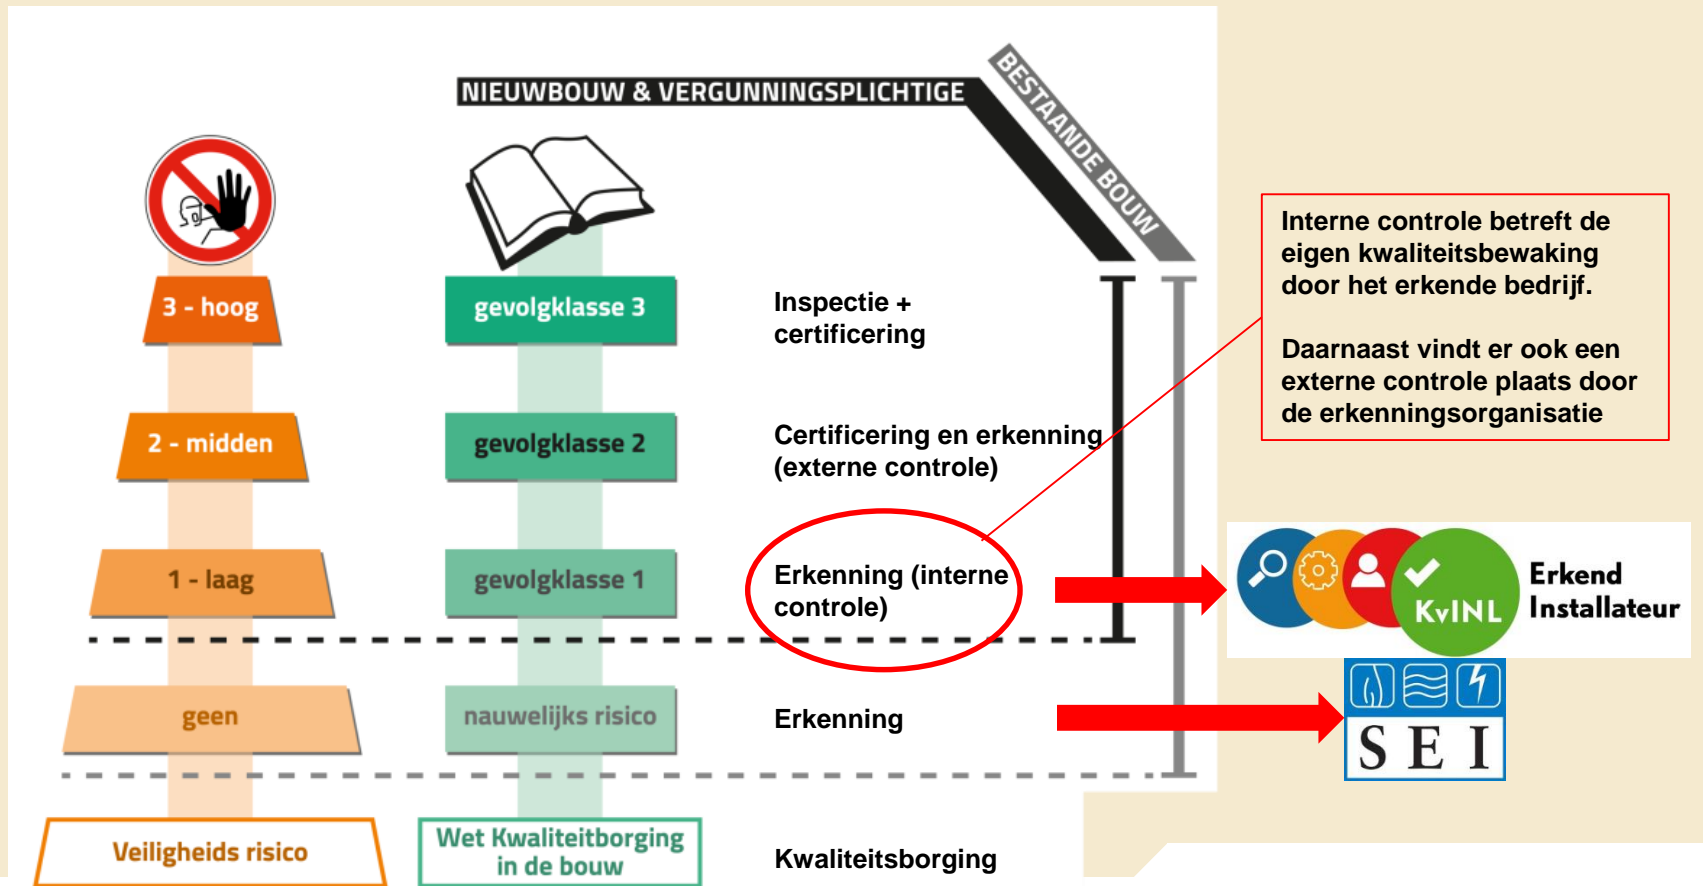 NIEUWBOUW & VERGUNNINGSPLICHTIGE
BESTAANDE BOUW
3 - hoog
gevolgklasse 3
Inspectie +
certificering
2 - midden
gevolgklasse 2
Certificering en erkenning
(externe controle)
1 - laag
gevolgklasse 1
Erkenning (interne
controle)
geen
nauwelijks risico
Erkenning
Veiligheids risico
Wet Kwaliteitborging
in de bouw
Kwaliteitsborging
Interne controle betreft de
eigen kwaliteitsbewaking
door het erkende bedrijf.
Daarnaast vindt er ook een
externe controle plaats door
de erkenningsorganisatie
KvINL
Erkend
Installateur
SEI